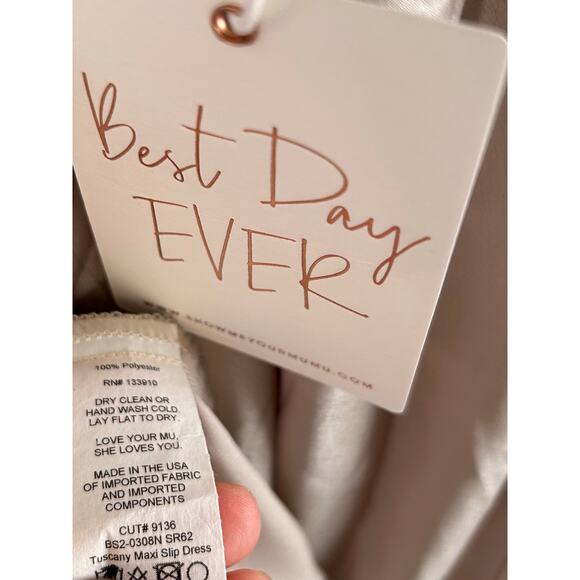 Best Day
EVER
WWW.SHOWMEYOURMUMU.COM
100% Polyester
RN# 133910
DRY CLEAN OR
HAND WASH COLD.
LAY FLAT TO DRY.
LOVE YOUR MU,
SHE LOVES YOU.
MADE IN THE USA
OF IMPORTED FABRIC
AND IMPORTED
COMPONENTS
CUT# 9136
BS2-0308N SR62
Tuscany Maxi Slip Dress